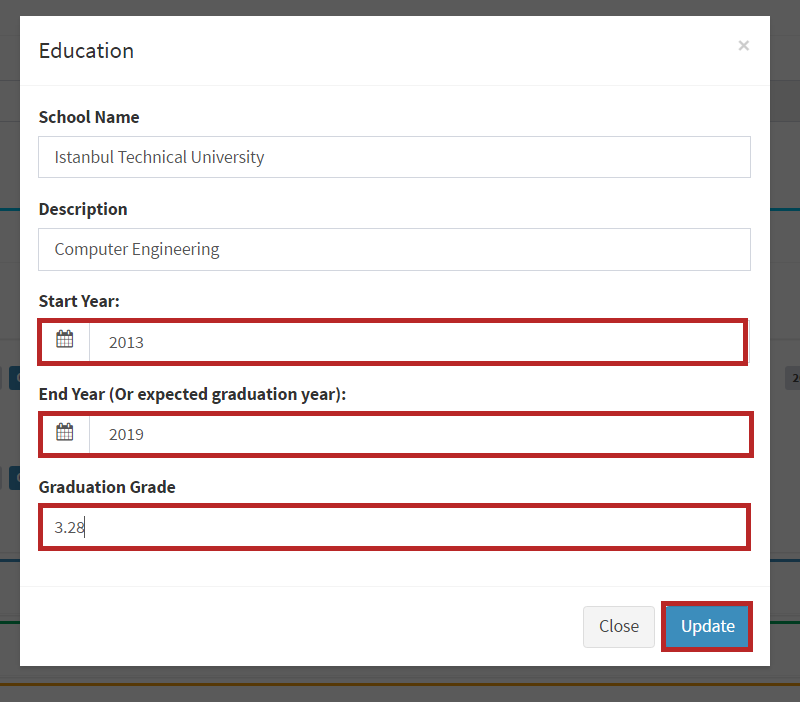 Education
×
School Name
Istanbul Technical University
Description
Computer Engineering
Start Year:
2013
End Year (Or expected graduation year):
2019
Graduation Grade
3.28
Close
Update